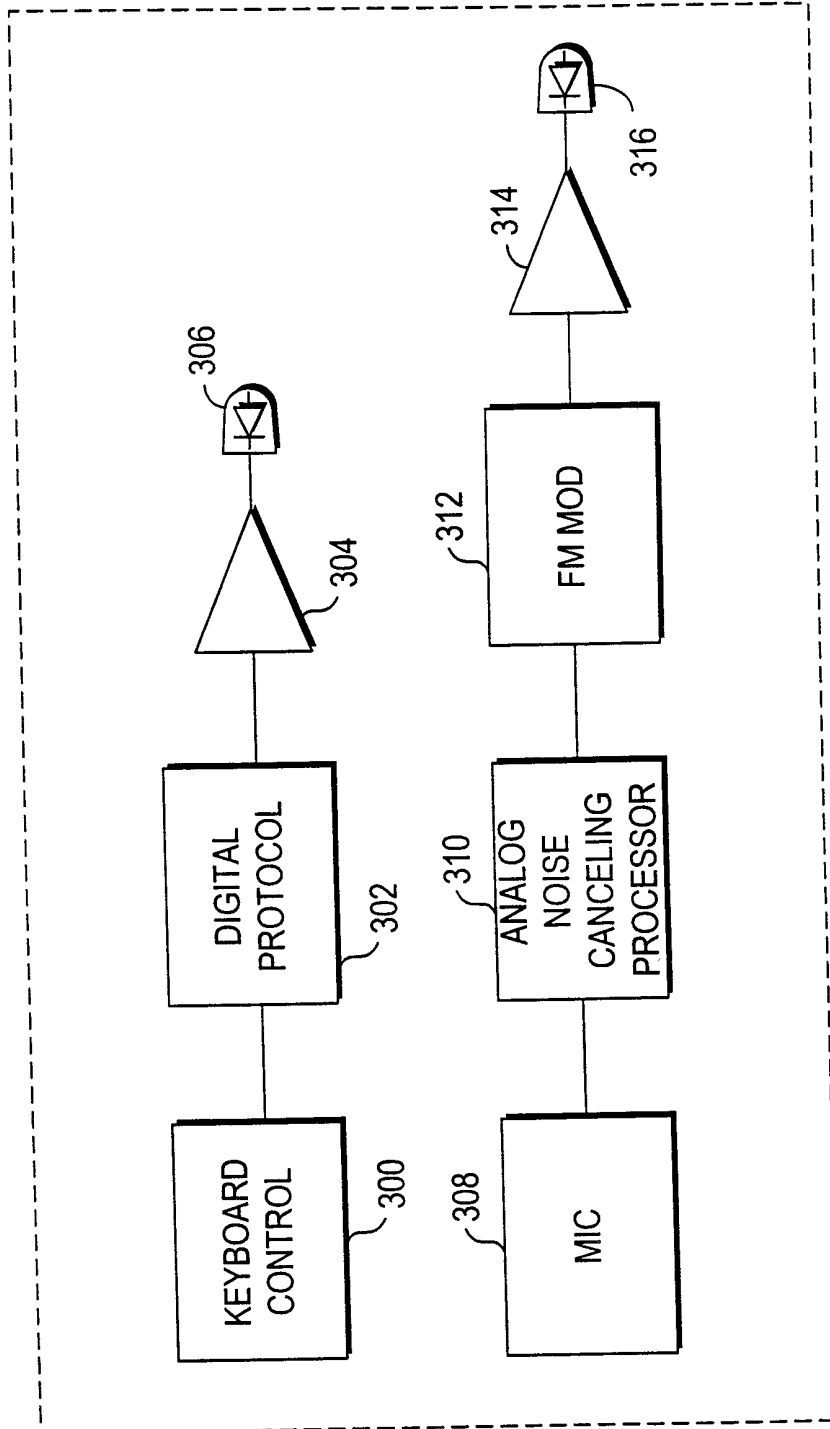 KEYBOARD
CONTROL
300
DIGITAL
PROTOCOL
302
304
306
MIC
308
ANALOG
NOISE
CANCELING
PROCESSOR
310
FM MOD
312
314
316